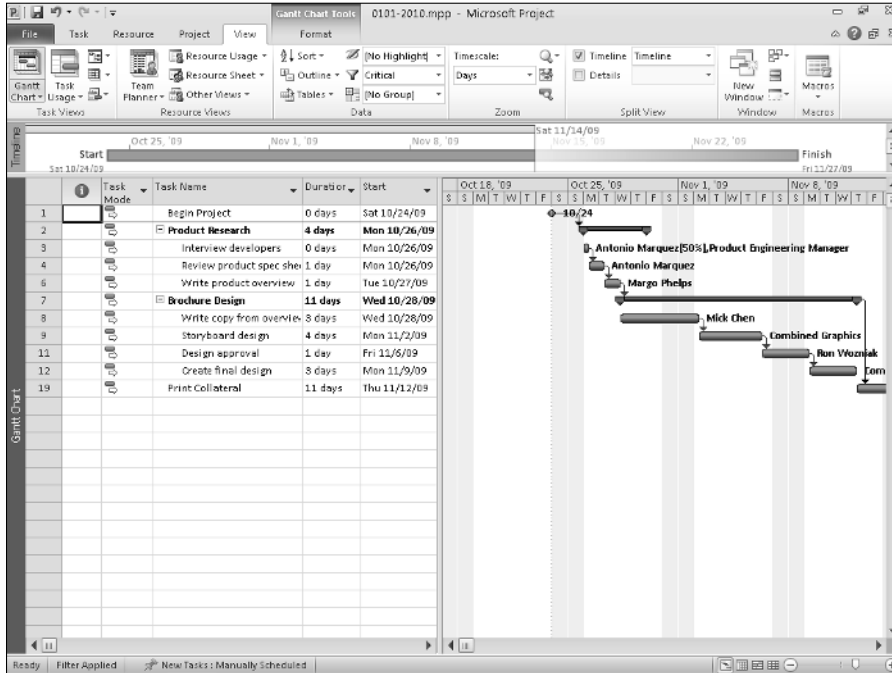 Gantt Chart Tools 0101-2010.mpp - Microsoft Project
File Task Resource Project View Format
Gantt Chart
Task Usage
Task Views
Team Planner
Resource Usage
Resource Sheet
Other Views
Resource Views
Sort
Outline
Tables
[No Highlight]
Critical
[No Group]
Data
Timescale:
Days
Zoom
Timeline Timeline
Details
Split View
New Window
Window
Macros
Macros
Timeline
Sat 11/14/09
Oct 25, '09 Nov 1, '09 Nov 8, '09 Nov 15, '09 Nov 22, '09
Start
Sat 10/24/09
Finish
Fri 11/27/09
Task Mode Task Name Duration Start
Oct 18, '09 Oct 25, '09 Nov 1, '09 Nov 8, '09
S S M T W T F S S M T W T F S S M T W T F S S M T W T F
1 Begin Project 0 days Sat 10/24/09
10/24
2 Product Research 4 days Mon 10/26/09
3 Interview developers 0 days Mon 10/26/09
Antonio Marquez[50%],Product Engineering Manager
4 Review product spec shee 1 day Mon 10/26/09
Antonio Marquez
6 Write product overview 1 day Tue 10/27/09
Margo Phelps
7 Brochure Design 11 days Wed 10/28/09
8 Write copy from overview 3 days Wed 10/28/09
Mick Chen
9 Storyboard design 4 days Mon 11/2/09
Combined Graphics
11 Design approval 1 day Fri 11/6/09
Ron Wozniak
12 Create final design 3 days Mon 11/9/09
Com
19 Print Collateral 11 days Thu 11/12/09
Gantt Chart
Ready Filter Applied New Tasks : Manually Scheduled